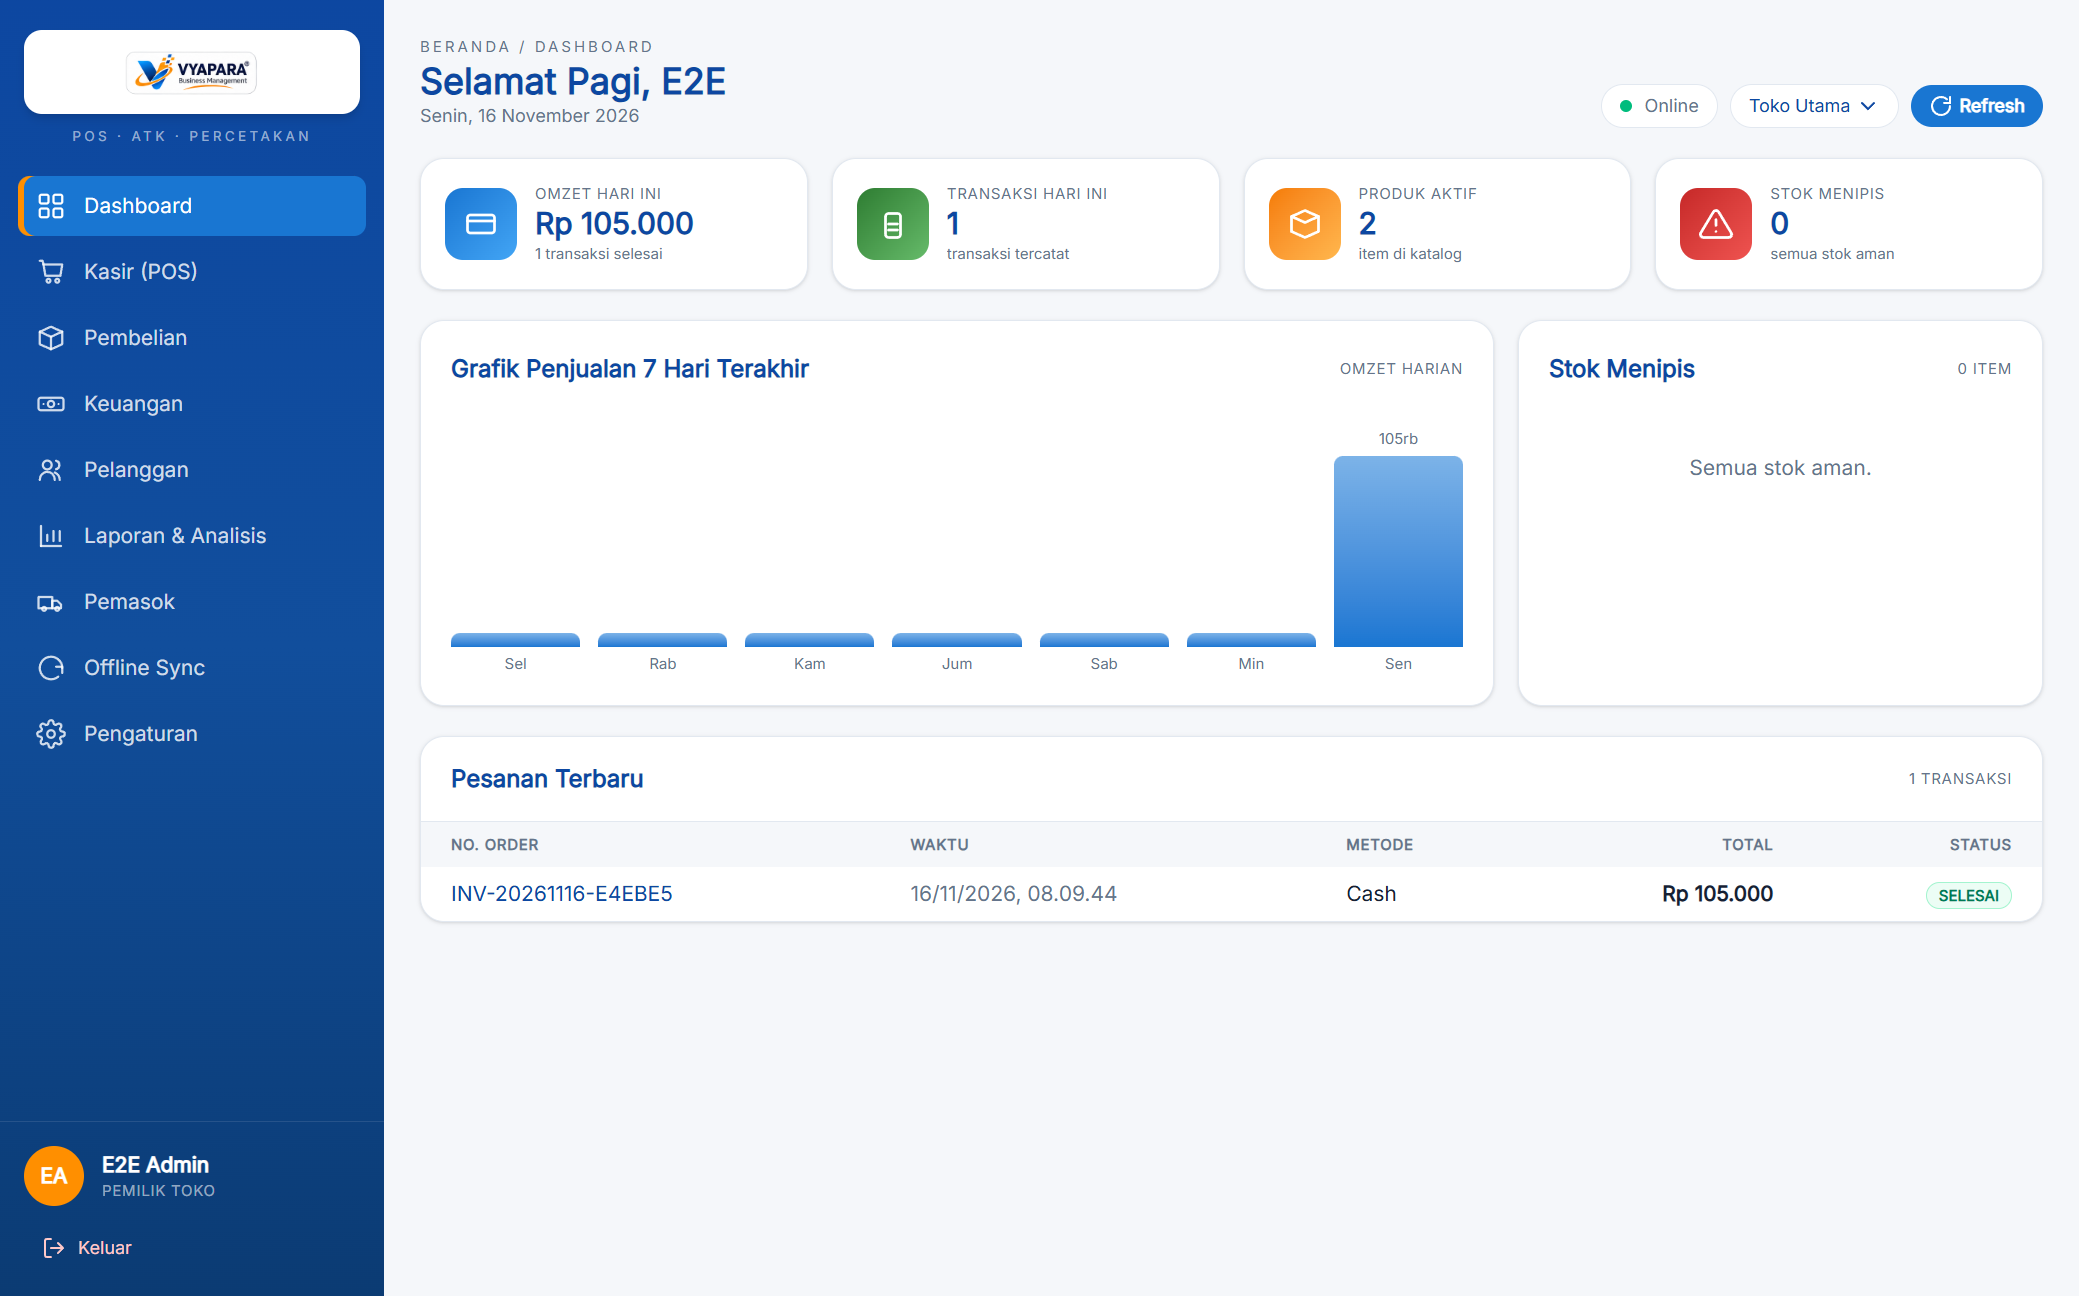 VYAPARA®
Business Management
POS · ATK · PERCETAKAN
Dashboard
Kasir (POS)
Pembelian
Keuangan
Pelanggan
Laporan & Analisis
Pemasok
Offline Sync
Pengaturan
EA
E2E Admin
PEMILIK TOKO
Keluar
BERANDA / DASHBOARD
Selamat Pagi, E2E
Senin, 16 November 2026
Online
Toko Utama
Refresh
OMZET HARI INI
Rp 105.000
1 transaksi selesai
TRANSAKSI HARI INI
1
transaksi tercatat
PRODUK AKTIF
2
item di katalog
STOK MENIPIS
0
semua stok aman
Grafik Penjualan 7 Hari Terakhir
OMZET HARIAN
105rb
Sel Rab Kam Jum Sab Min Sen
Stok Menipis
0 ITEM
Semua stok aman.
Pesanan Terbaru
1 TRANSAKSI
NO. ORDER WAKTU METODE TOTAL STATUS
INV-20261116-E4EBE5 16/11/2026, 08.09.44 Cash Rp 105.000 SELESAI